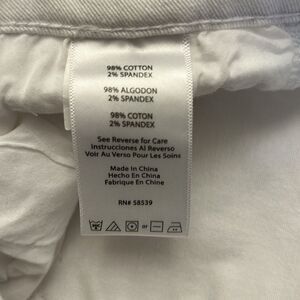 98% COTTON
2% SPANDEX
98% ALGODON
2% SPANDEX
98% COTON
2% SPANDEX
See Reverse for Care
Instrucciones Al Reverso
Voir Au Verso Pour Les Soins
Made In China
Hecho En China
Fabrique En Chine
RN# 58539
or